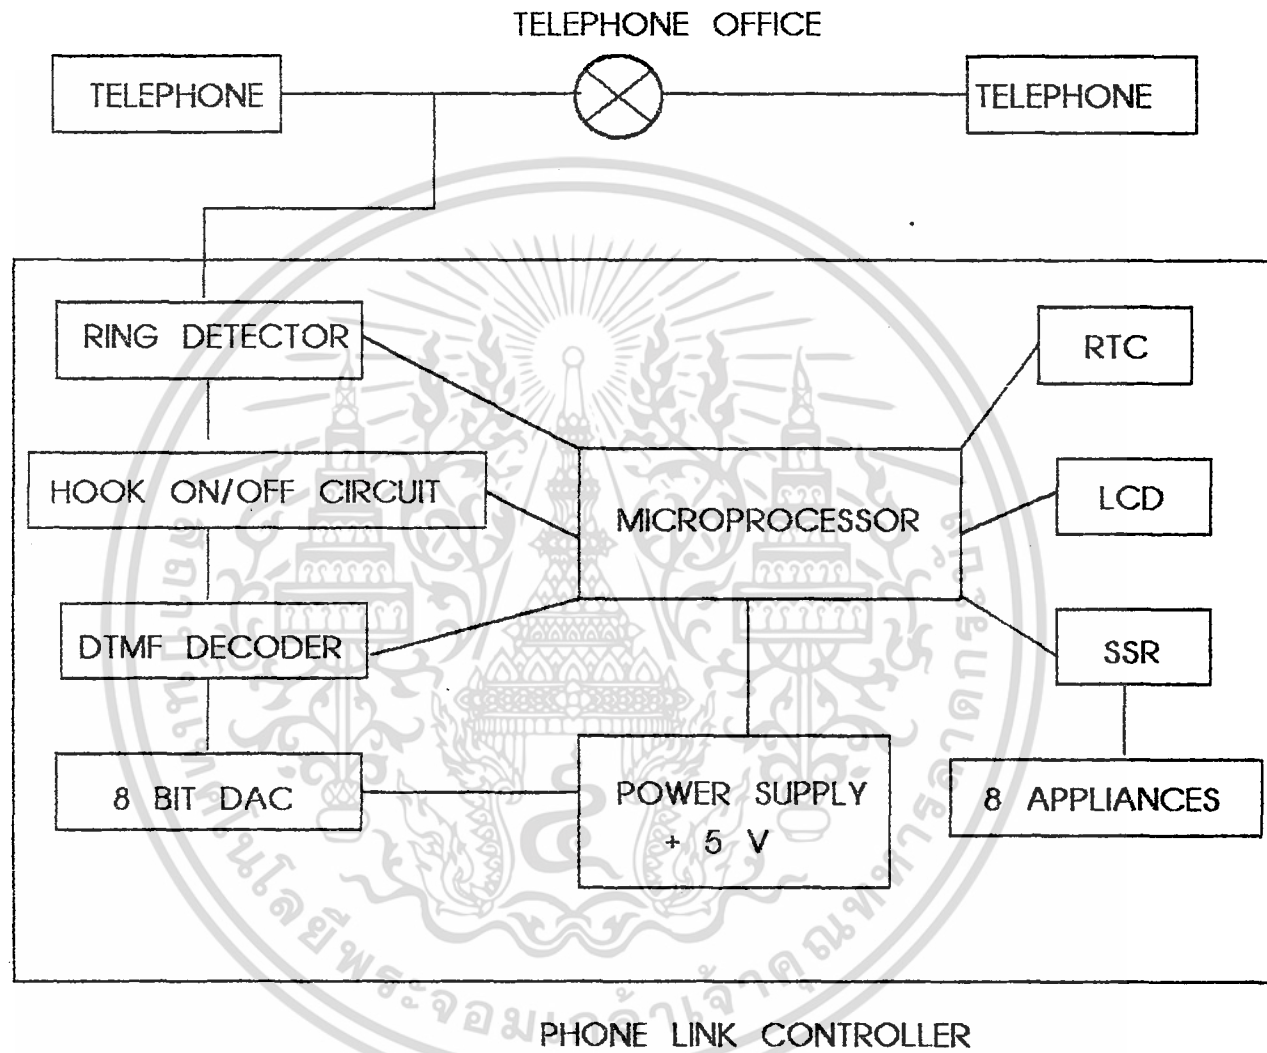 TELEPHONE OFFICE
TELEPHONE
TELEPHONE
RING DETECTOR
RTC
HOOK ON/OFF CIRCUIT
MICROPROCESSOR
LCD
DTMF DECODER
SSR
8 BIT DAC
POWER SUPPLY
+ 5 V
8 APPLIANCES
PHONE LINK CONTROLLER